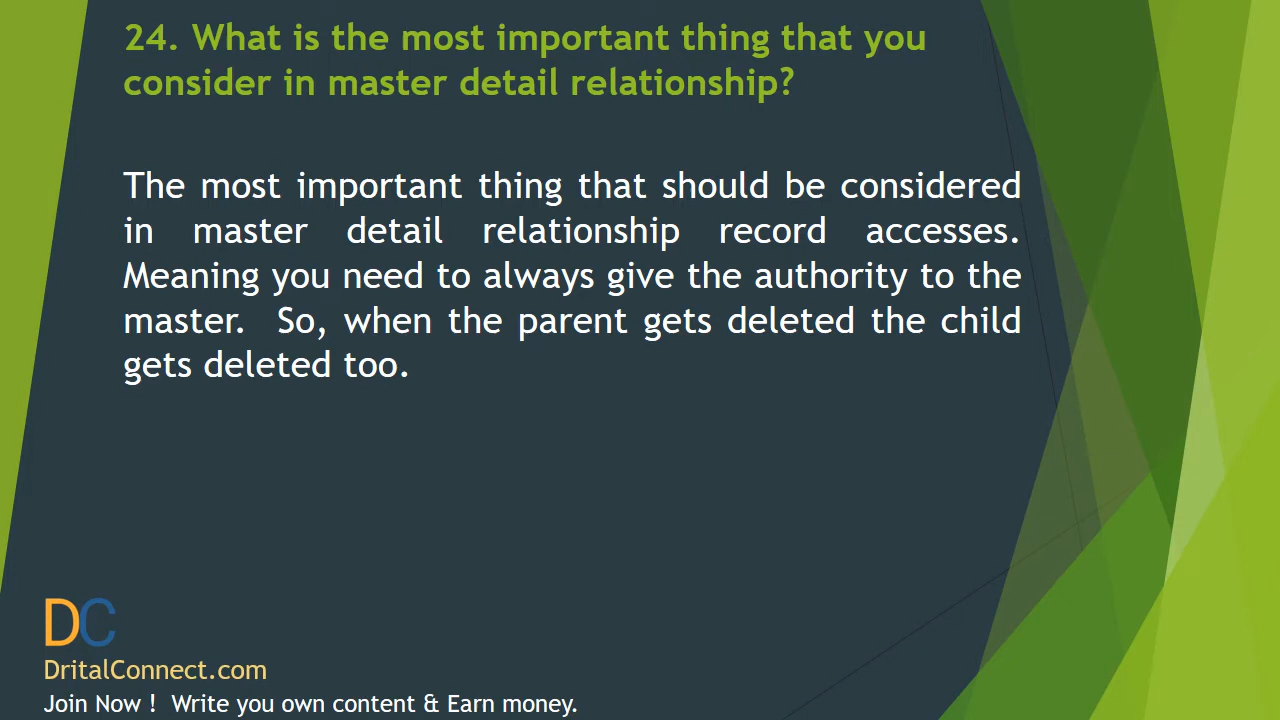 24. What is the most important thing that you
consider in master detail relationship?
The most important thing that should be considered
in master detail relationship record accesses.
Meaning you need to always give the authority to the
master.  So, when the parent gets deleted the child
gets deleted too.
DC
DritalConnect.com
Join Now !  Write you own content & Earn money.